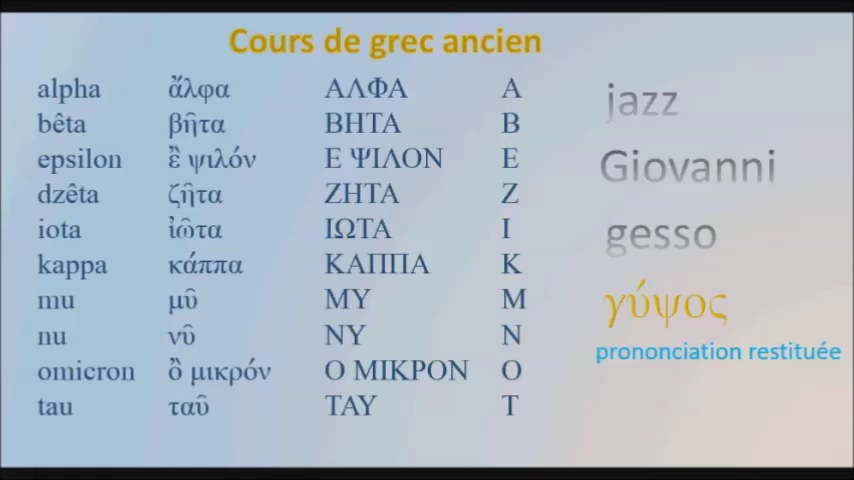 Cours de grec ancien
alpha ἄλφα ΑΛΦΑ Α
bêta βῆτα ΒΗΤΑ Β
epsilon ἒ ψιλόν Ε ΨΙΛΟΝ Ε
dzêta ζῆτα ΖΗΤΑ Ζ
iota ἰῶτα ΙΩΤΑ Ι
kappa κάππα ΚΑΠΠΑ Κ
mu μῦ ΜΥ Μ
nu νῦ ΝΥ Ν
omicron ὂ μικρόν Ο ΜΙΚΡΟΝ Ο
tau ταῦ ΤΑΥ Τ
jazz
Giovanni
gesso
γύψος
prononciation restituée